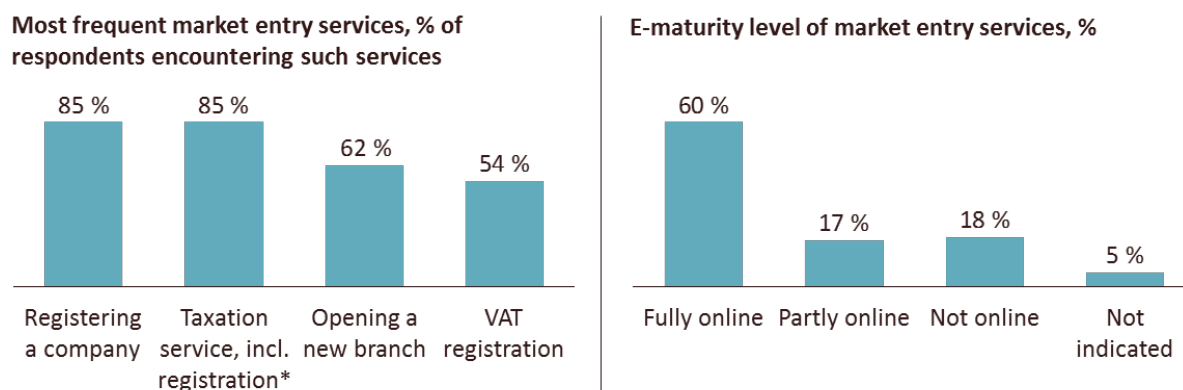 Most frequent market entry services, % of
respondents encountering such services
85 %
85 %
62 %
54 %
Registering
a company
Taxation
service, incl.
registration*
Opening a
new branch
VAT
registration
E-maturity level of market entry services, %
60 %
17 %
18 %
5 %
Fully online
Partly online
Not online
Not
indicated